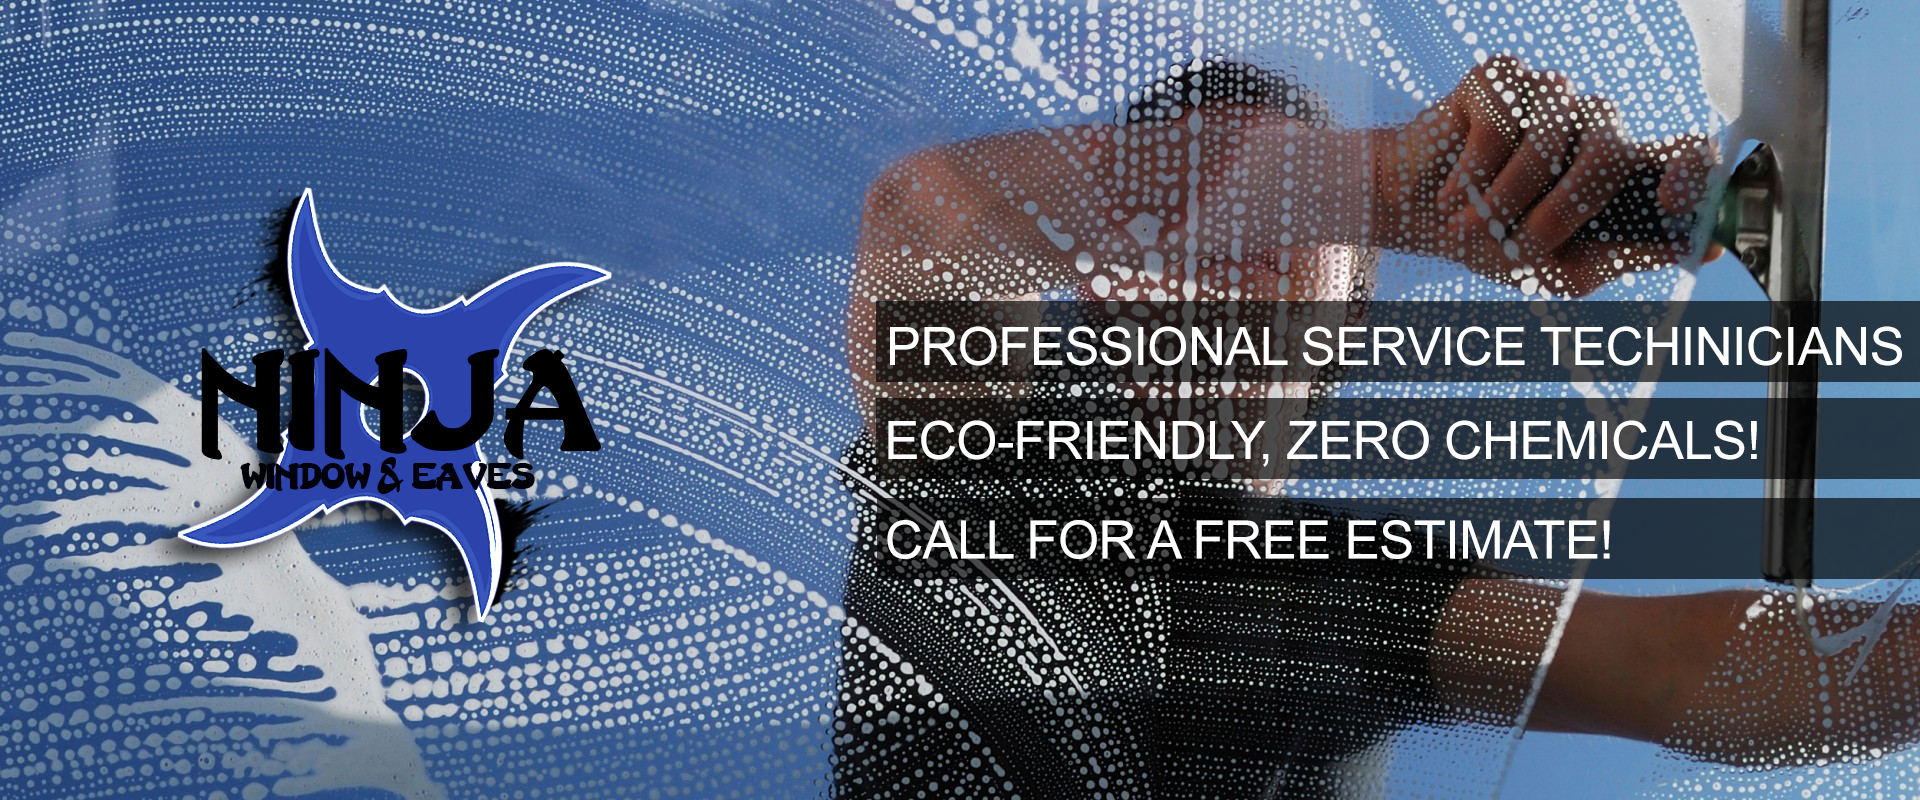 NINJA
WINDOW & EAVES
PROFESSIONAL SERVICE TECHINICIANS
ECO-FRIENDLY, ZERO CHEMICALS!
CALL FOR A FREE ESTIMATE!